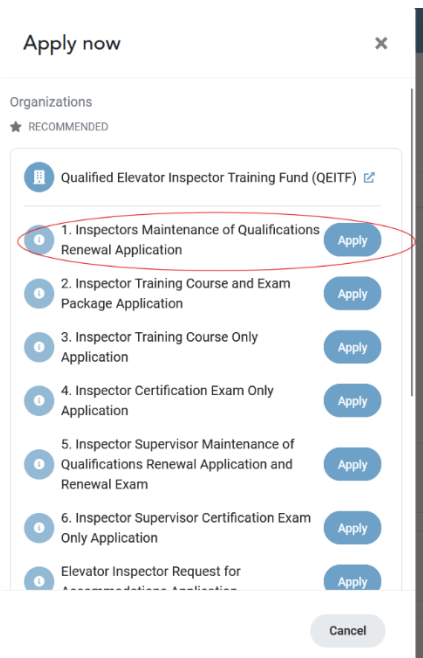 Apply now
Organizations
RECOMMENDED
Qualified Elevator Inspector Training Fund (QEITF)
1. Inspectors Maintenance of Qualifications
Renewal Application
Apply
2. Inspector Training Course and Exam
Package Application
Apply
3. Inspector Training Course Only
Application
Apply
4. Inspector Certification Exam Only
Application
Apply
5. Inspector Supervisor Maintenance of
Qualifications Renewal Application and
Renewal Exam
Apply
6. Inspector Supervisor Certification Exam
Only Application
Apply
Elevator Inspector Request for
Accommodations Application
Apply
Cancel